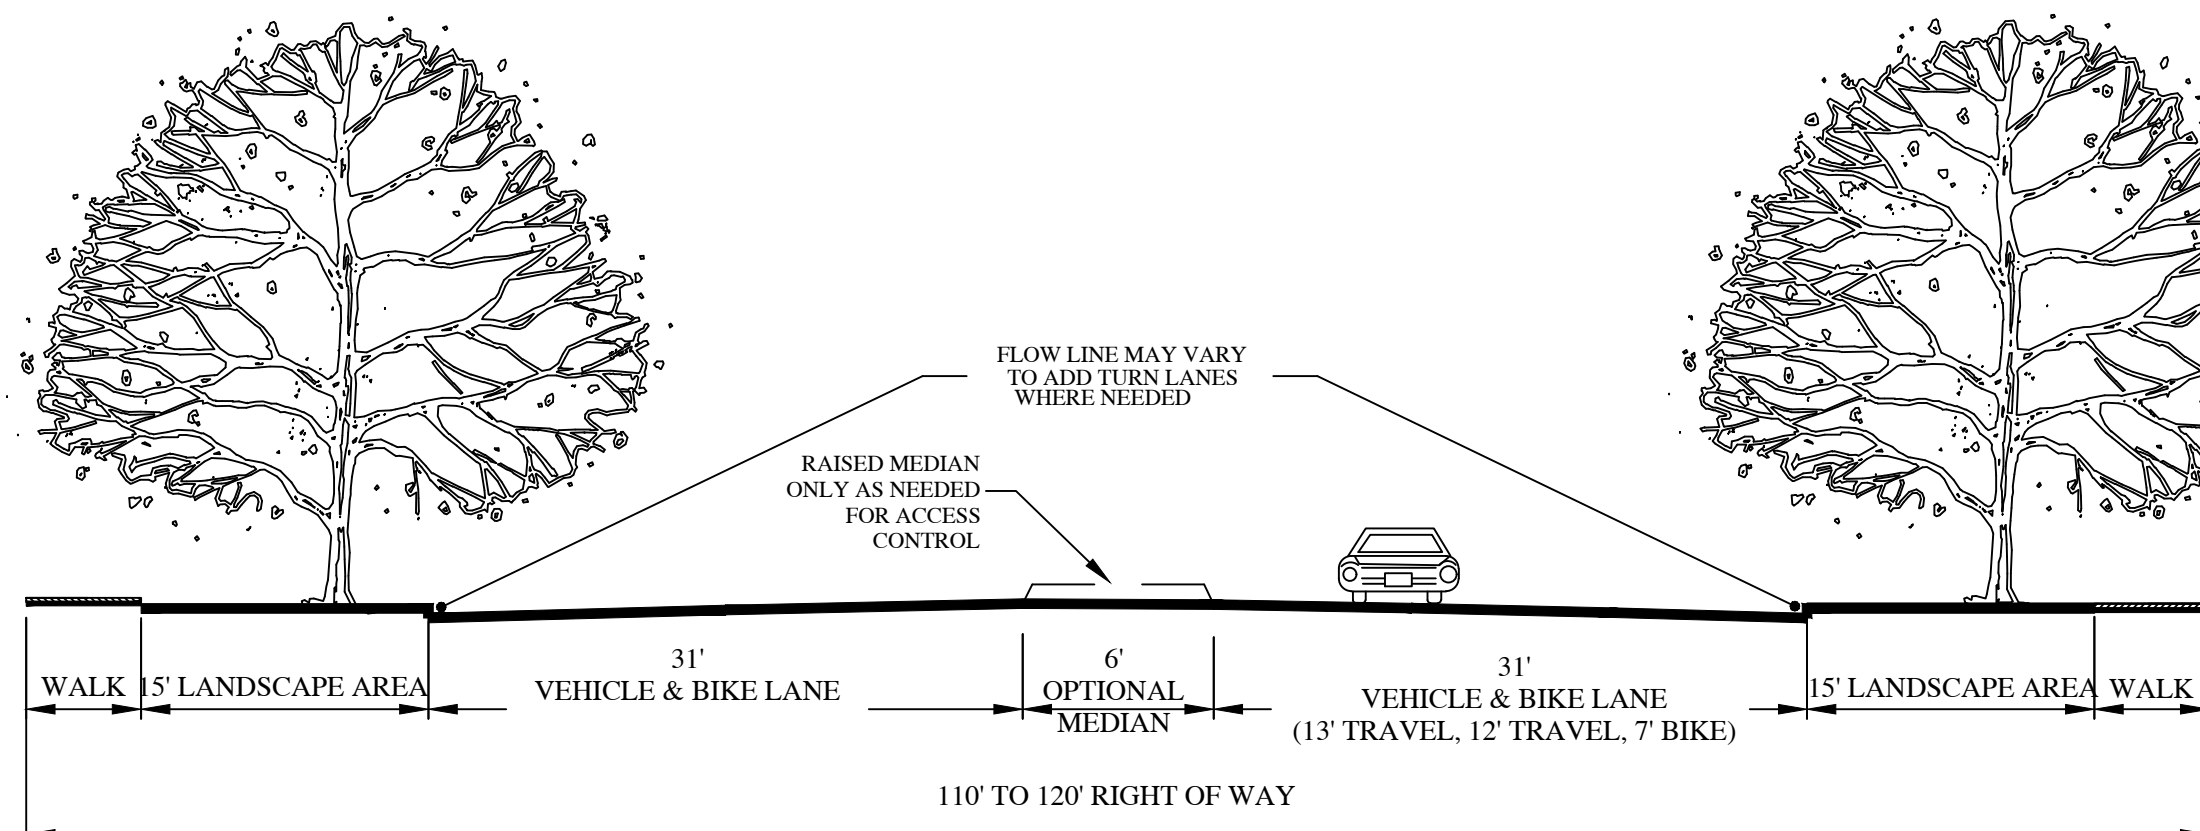 FLOW LINE MAY VARY
TO ADD TURN LANES
WHERE NEEDED
RAISED MEDIAN
ONLY AS NEEDED
FOR ACCESS
CONTROL
WALK
15' LANDSCAPE AREA
31'
VEHICLE & BIKE LANE
6'
OPTIONAL
MEDIAN
31'
VEHICLE & BIKE LANE
(13' TRAVEL, 12' TRAVEL, 7' BIKE)
15' LANDSCAPE AREA
WALK
110' TO 120' RIGHT OF WAY